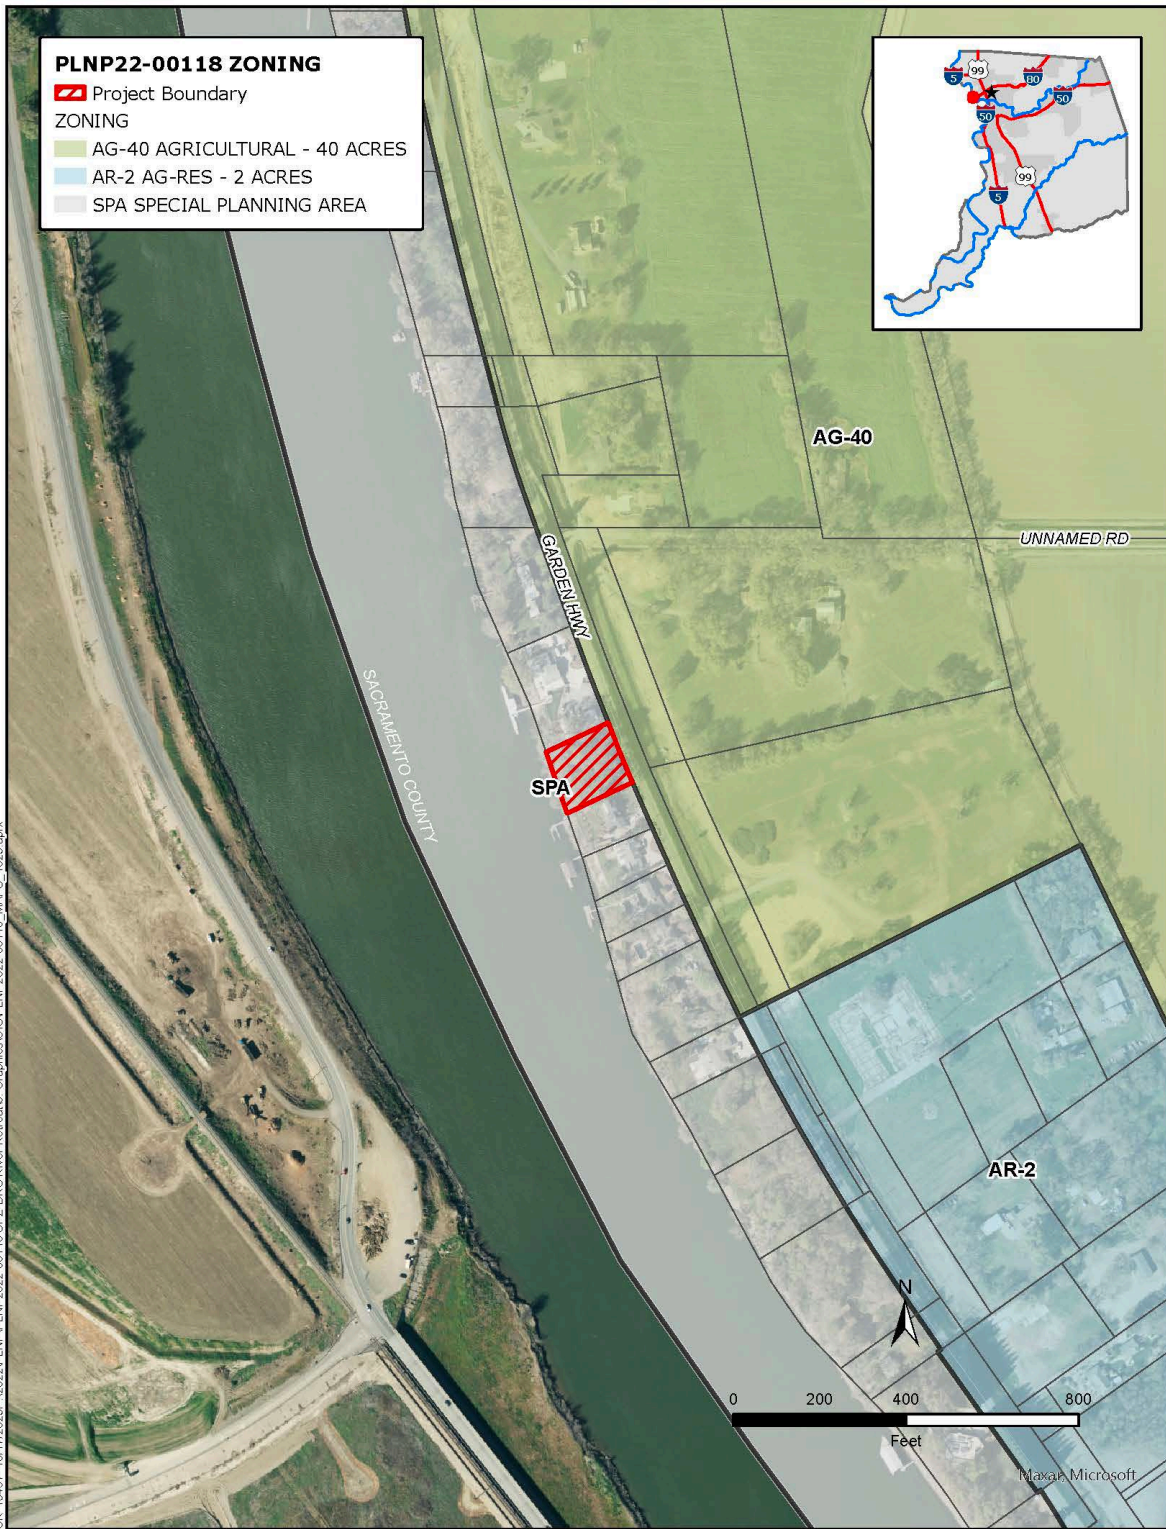 PLNP22-00118 ZONING
Project Boundary
ZONING
AG-40 AGRICULTURAL - 40 ACRES
AR-2 AG-RES - 2 ACRES
SPA SPECIAL PLANNING AREA
5
99
80
50
50
99
5
AG-40
UNNAMED RD
GARDEN HWY
SACRAMENTO COUNTY
SPA
AR-2
N
0 200 400 800
Feet
Maxar, Microsoft